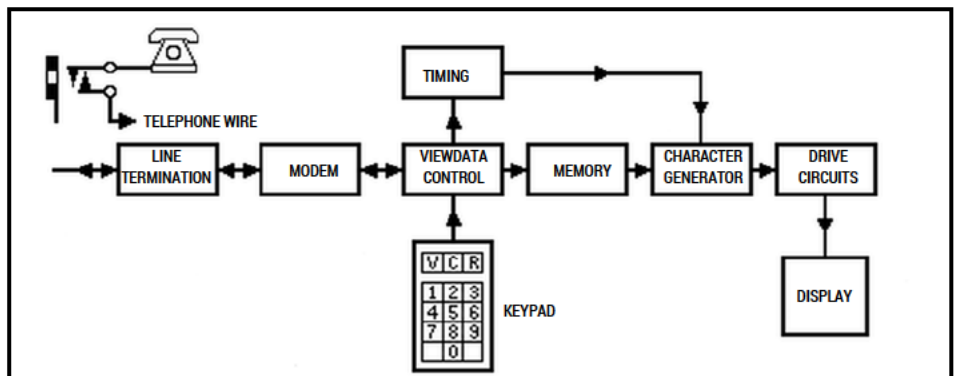 TIMING
TELEPHONE WIRE
LINE
TERMINATION
MODEM
VIEWDATA
CONTROL
MEMORY
CHARACTER
GENERATOR
DRIVE
CIRCUITS
V C R
1 2 3
4 5 6
7 8 9
0
KEYPAD
DISPLAY